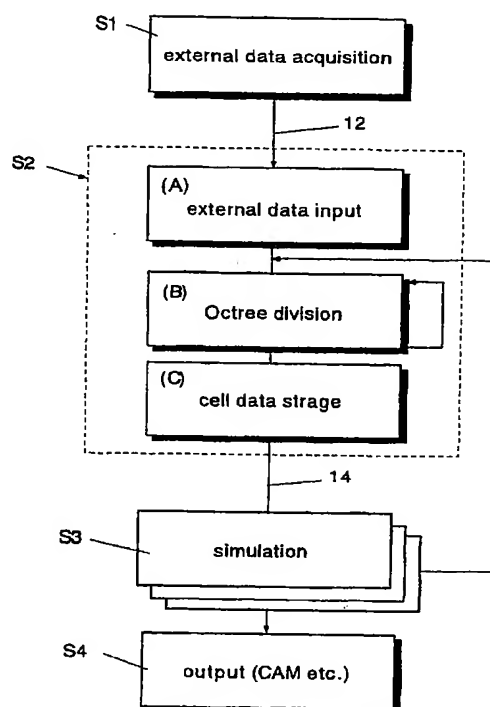 S1
external data acquisition
12
S2
(A)
external data input
(B)
Octree division
(C)
cell data strage
14
S3
simulation
S4
output (CAM etc.)